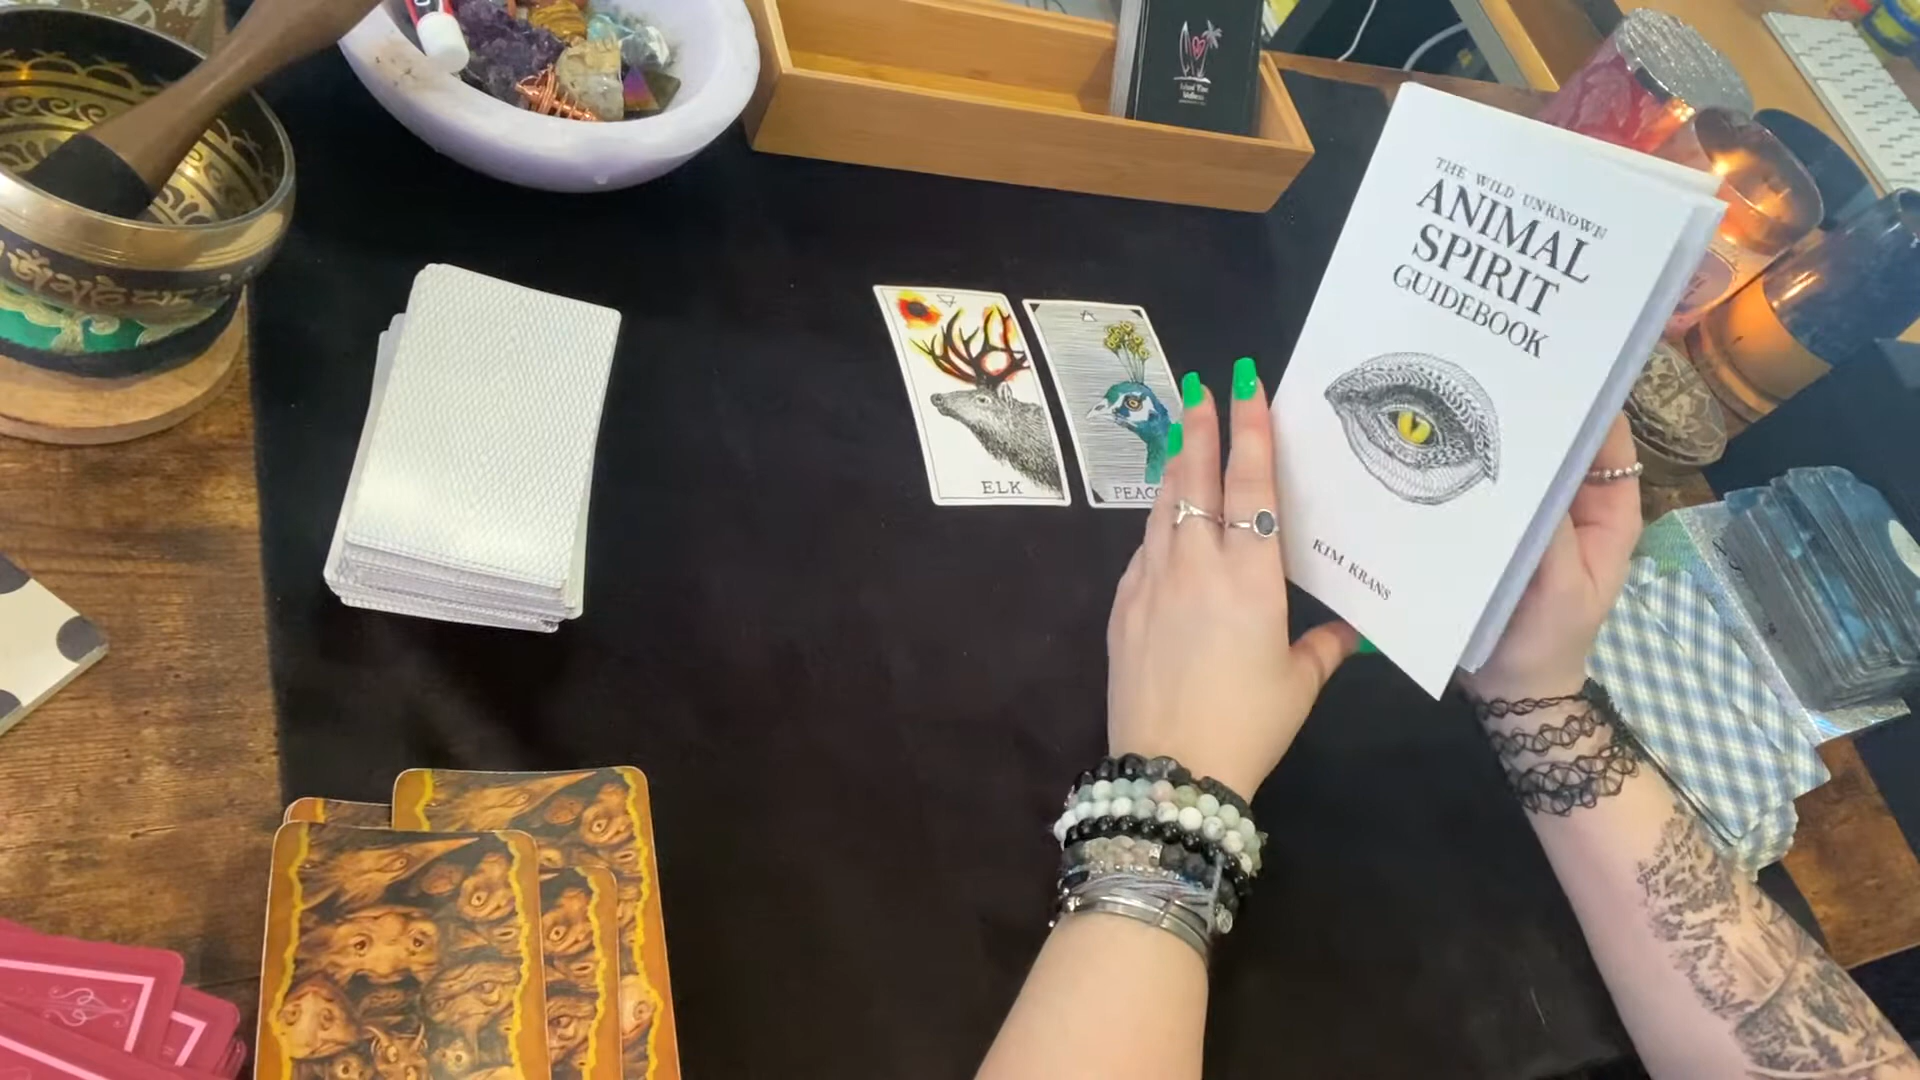 THE WILD UNKNOWN
ANIMAL
SPIRIT
GUIDEBOOK
KIM KRANS
ELK
PEACO